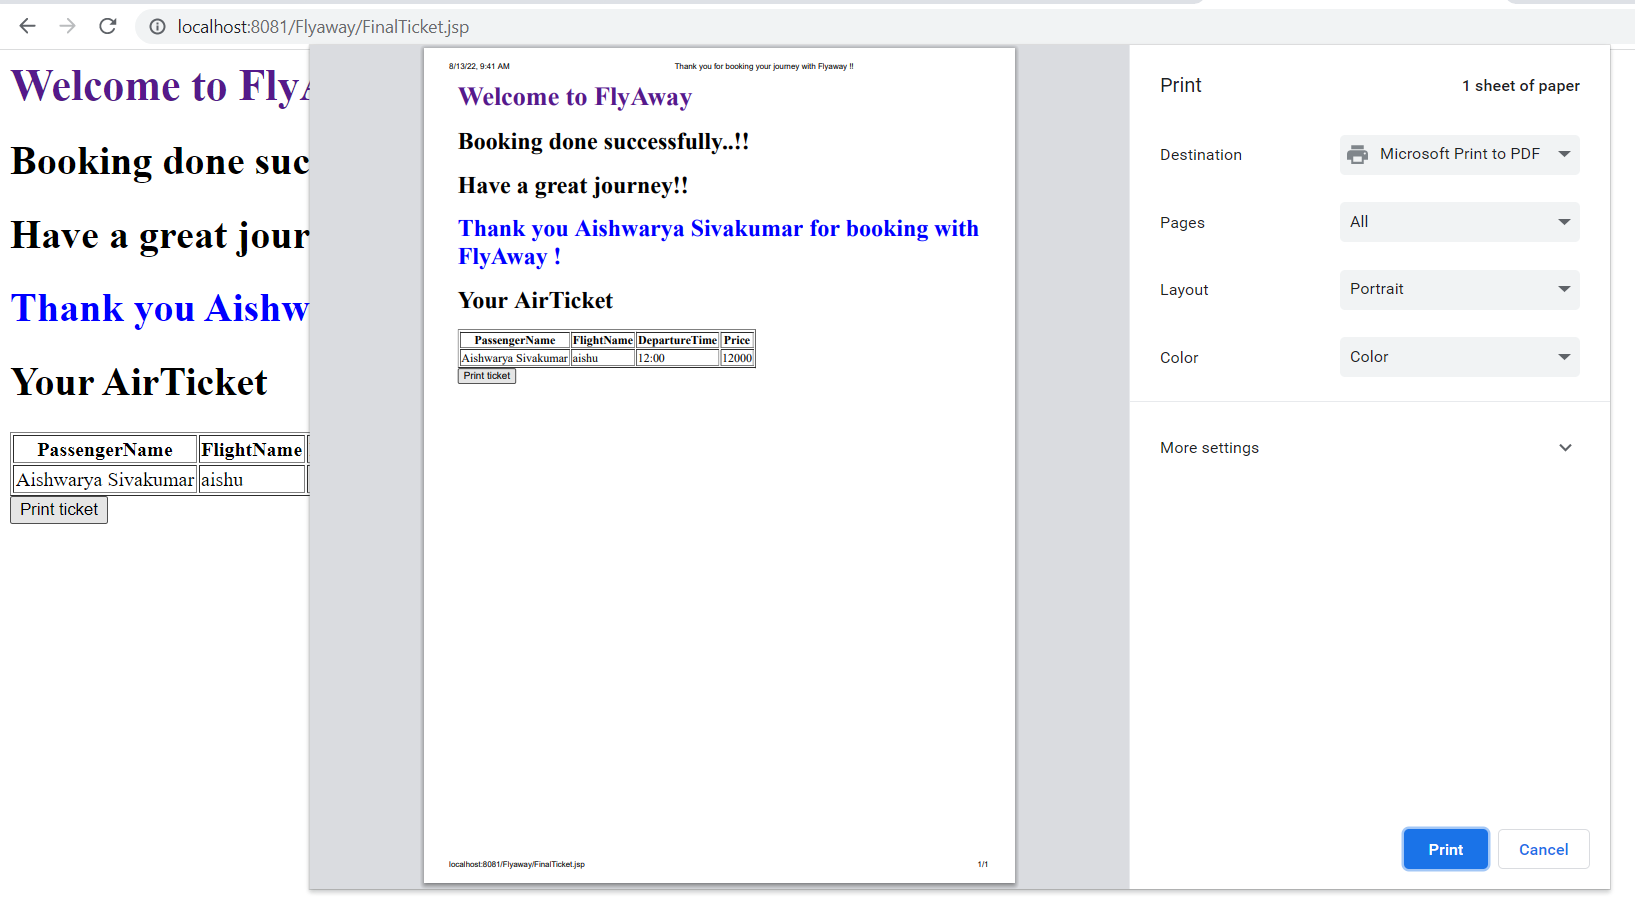 localhost:8081/Flyaway/FinalTicket.jsp
Welcome to FlyA
Booking done suc
Have a great jour
Thank you Aishw
Your AirTicket
PassengerName FlightName
Aishwarya Sivakumar aishu
Print ticket
8/13/22, 9:41 AM Thank you for booking your journey with Flyaway !!
Welcome to FlyAway
Booking done successfully..!!
Have a great journey!!
Thank you Aishwarya Sivakumar for booking with
FlyAway !
Your AirTicket
PassengerName FlightName DepartureTime Price
Aishwarya Sivakumar aishu 12:00 12000
Print ticket
localhost:8081/Flyaway/FinalTicket.jsp 1/1
Print 1 sheet of paper
Destination Microsoft Print to PDF
Pages All
Layout Portrait
Color Color
More settings
Print Cancel